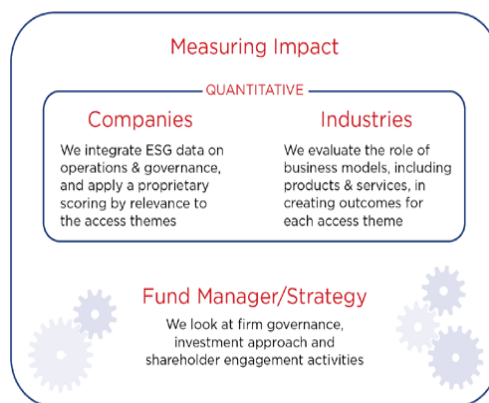 Measuring Impact
QUANTITATIVE
Companies
We integrate ESG data on
operations & governance,
and apply a proprietary
scoring by relevance to
the access themes
Industries
We evaluate the role of
business models, including
products & services, in
creating outcomes for
each access theme
Fund Manager/Strategy
We look at firm governance,
investment approach and
shareholder engagement activities